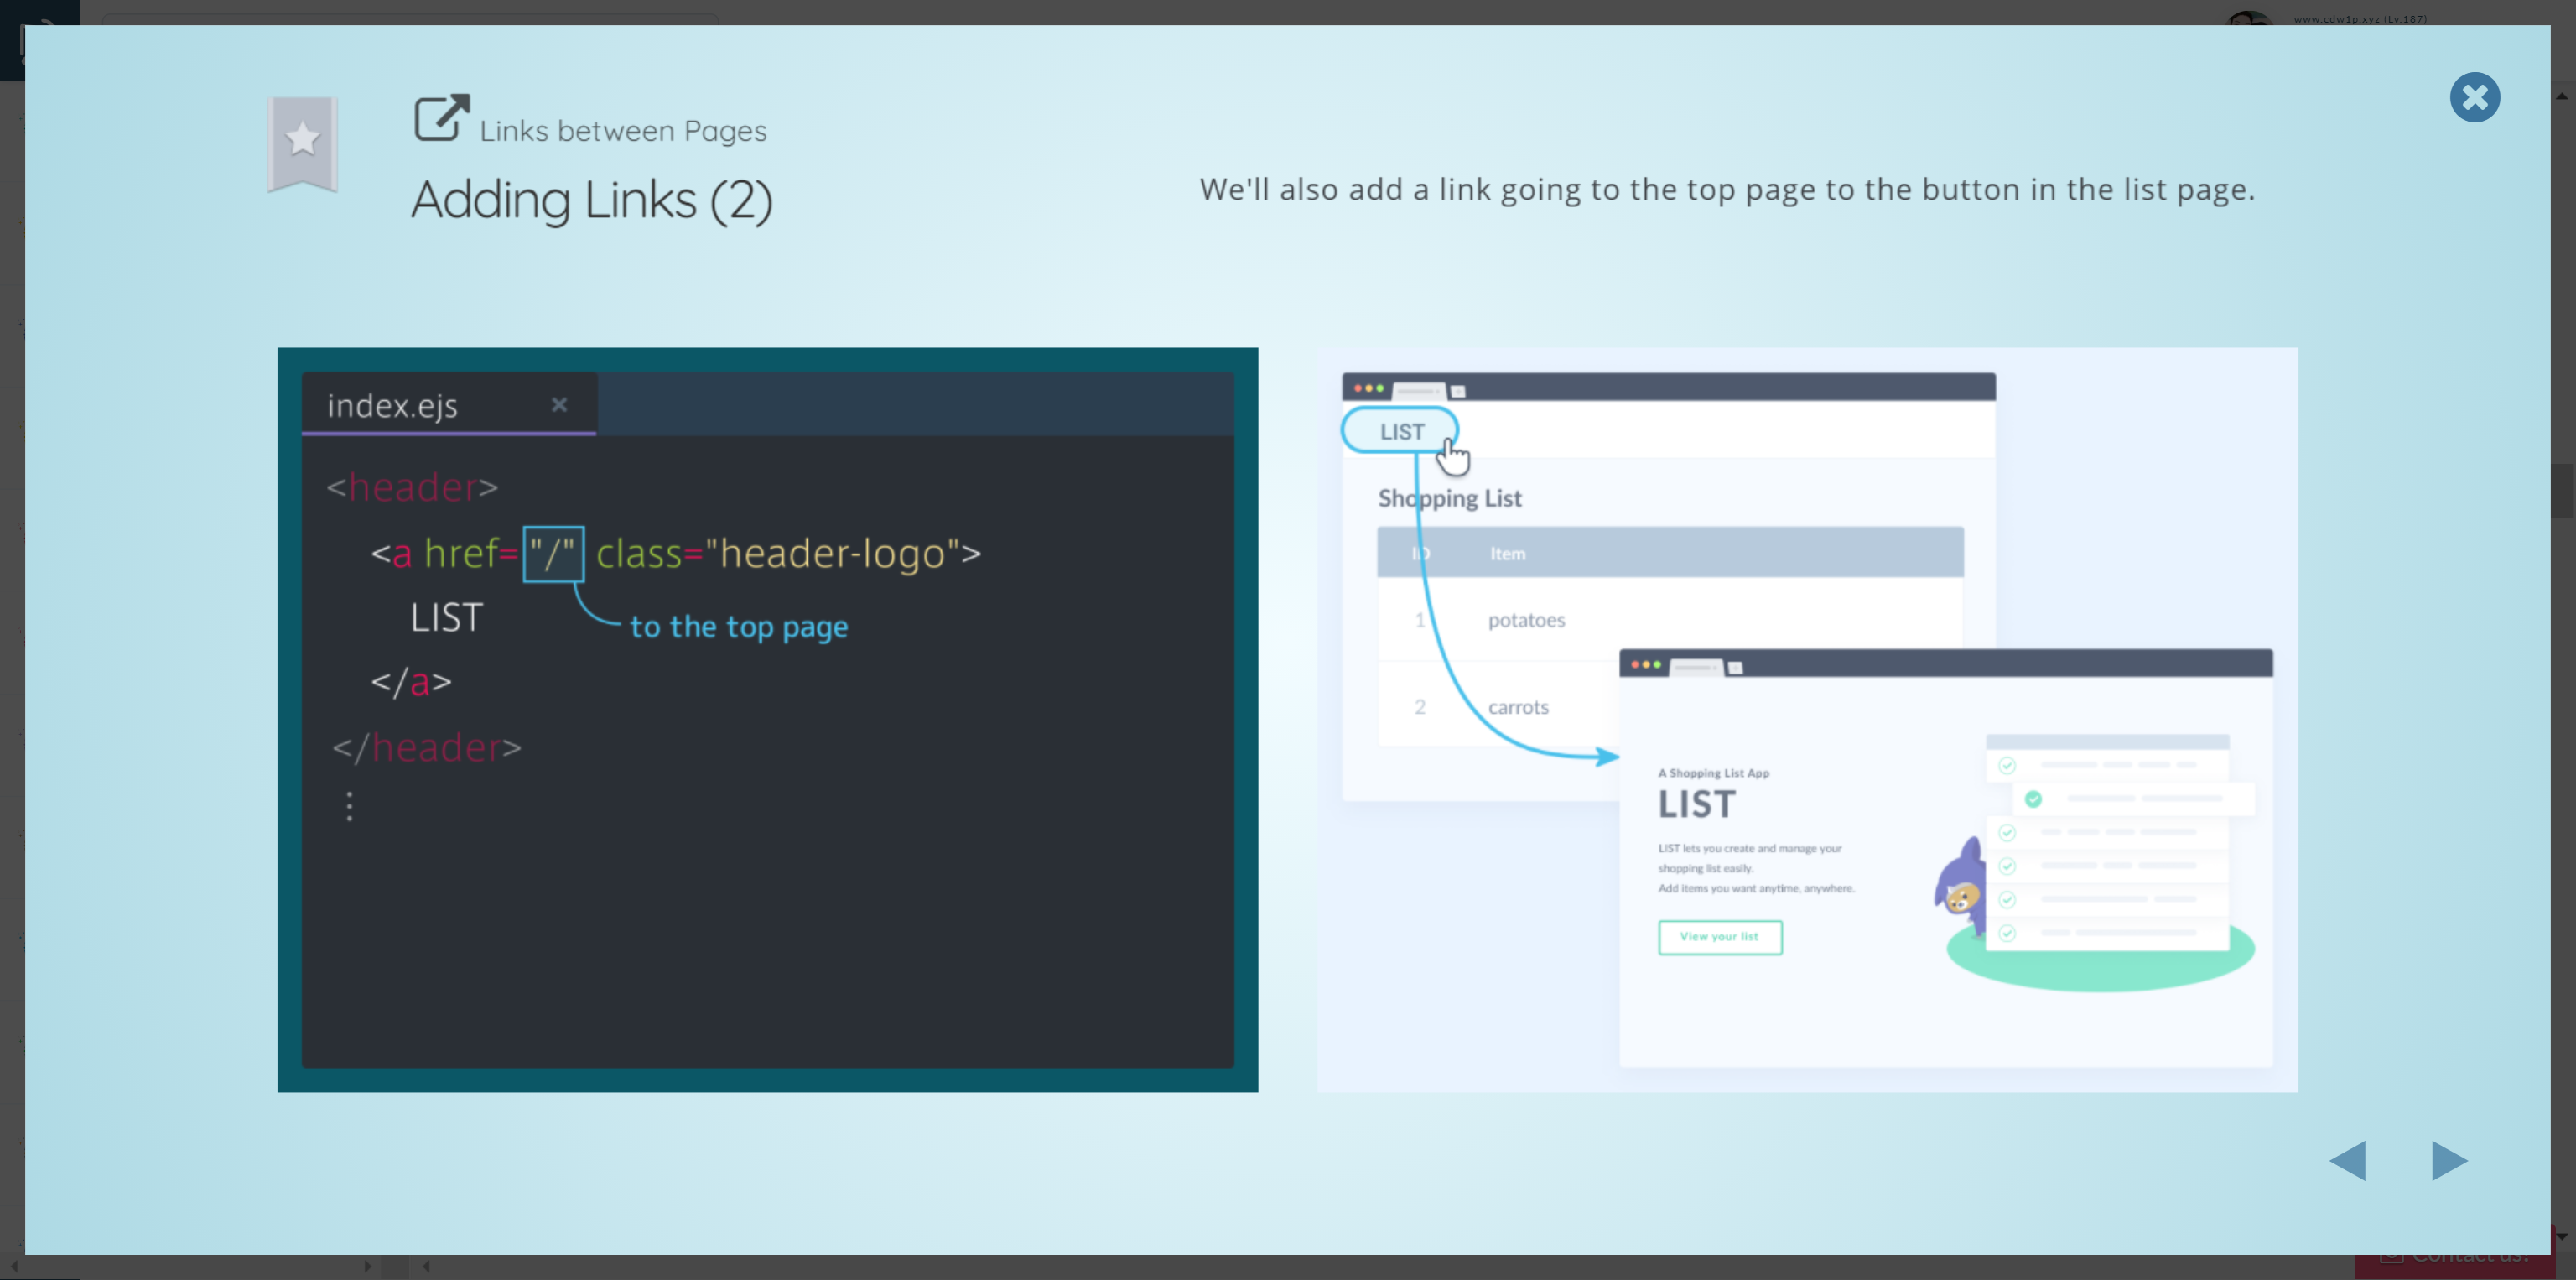 www.cdw1p.xyz (Lv.187)
Links between Pages
Adding Links (2)
We'll also add a link going to the top page to the button in the list page.
index.ejs
<header>
<a href="/" class="header-logo">
LIST
to the top page
</a>
</header>
LIST
Shopping List
ID Item
1 potatoes
2 carrots
A Shopping List App
LIST
LIST lets you create and manage your
shopping list easily.
Add items you want anytime, anywhere.
View your list
Contact us!